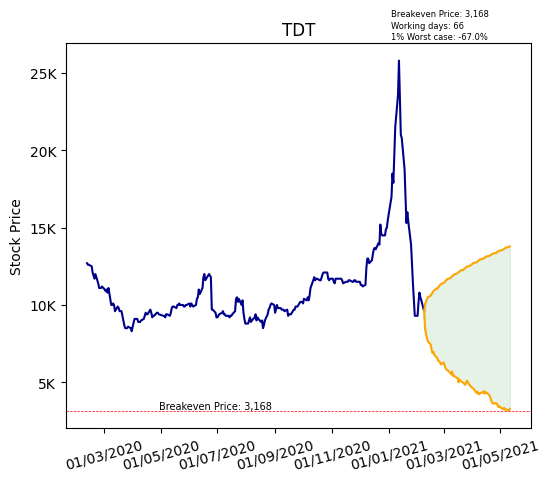 Breakeven Price: 3,168
Working days: 66
1% Worst case: -67.0%
TDT
Stock Price
25K
20K
15K
10K
5K
Breakeven Price: 3,168
01/03/2020
01/05/2020
01/07/2020
01/09/2020
01/11/2020
01/01/2021
01/03/2021
01/05/2021